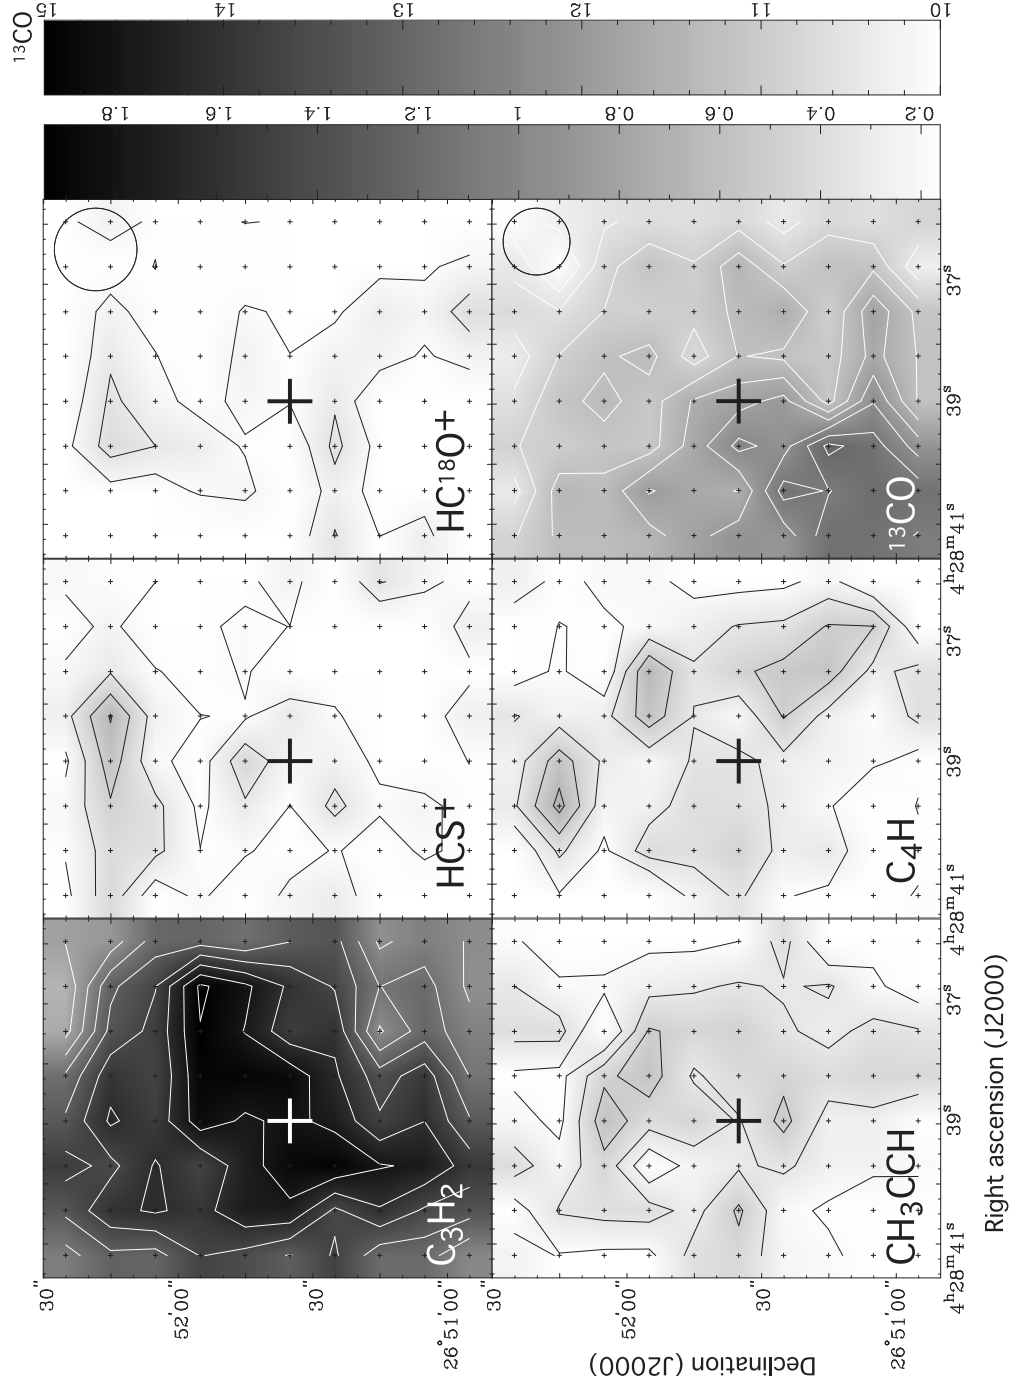 ¹³CO
15
14
13
12
11
10
1.8
1.6
1.4
1.2
1
0.8
0.6
0.4
0.2
C₃H₂
HCS⁺
HC¹⁸O⁺
CH₃CCH
C₄H
¹³CO
30"
52'00"
30"
26°51'00"
30
52'00"
30"
26°51'00"
Declination (J2000)
4ʰ28ᵐ41ˢ 39ˢ 37ˢ 4ʰ28ᵐ41ˢ 39ˢ 37ˢ 4ʰ28ᵐ41ˢ 39ˢ 37ˢ
Right ascension (J2000)